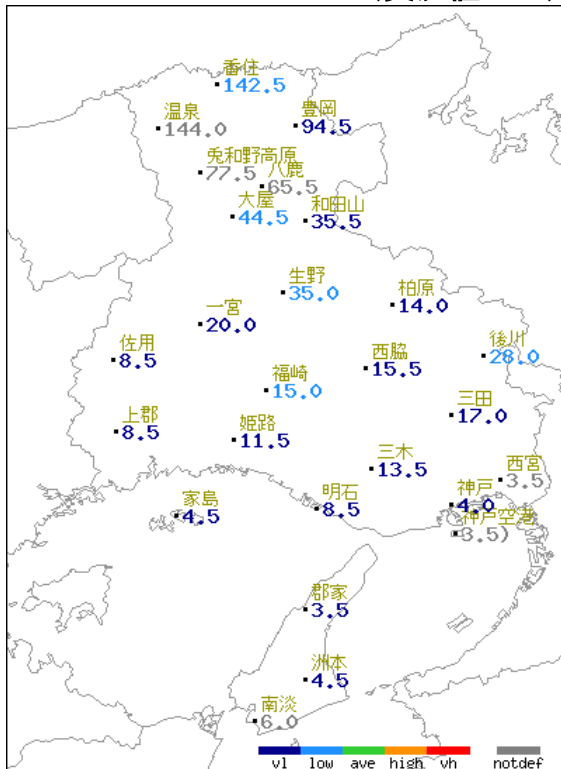 香住
142.5
温泉
144.0
豊岡
94.5
兎和野高原
77.5
八鹿
65.5
大屋
44.5
和田山
35.5
生野
35.0
柏原
14.0
一宮
20.0
佐用
8.5
西脇
15.5
後川
28.0
福崎
15.0
三田
17.0
上郡
8.5
姫路
11.5
三木
13.5
西宮
3.5
家島
4.5
明石
8.5
神戸
4.0
神戸空港
3.5)
郡家
3.5
洲本
4.5
南淡
6.0
vl low ave high vh notdef